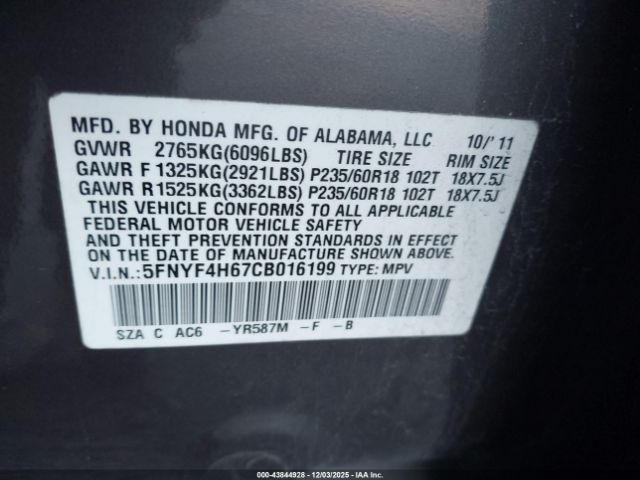 MFD. BY HONDA MFG. OF ALABAMA, LLC 10/'11
GVWR 2765KG(6096LBS) TIRE SIZE RIM SIZE
GAWR F 1325KG(2921LBS) P235/60R18 102T 18X7.5J
GAWR R 1525KG(3362LBS) P235/60R18 102T 18X7.5J
THIS VEHICLE CONFORMS TO ALL APPLICABLE
FEDERAL MOTOR VEHICLE SAFETY
AND THEFT PREVENTION STANDARDS IN EFFECT
ON THE DATE OF MANUFACTURE SHOWN ABOVE.
V.I.N.:5FNYF4H67CB016199 TYPE: MPV
SZA C AC6 -YR587M -F -B
000-43844928 - 12/03/2025 - IAA Inc.